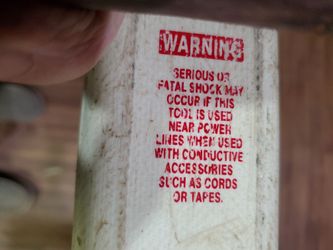 WARNING
SERIOUS OR
FATAL SHOCK MAY
OCCUR IF THIS
TOOL IS USED
NEAR POWER
LINES WHEN USED
WITH CONDUCTIVE
ACCESSORIES
SUCH AS CORDS
OR TAPES.